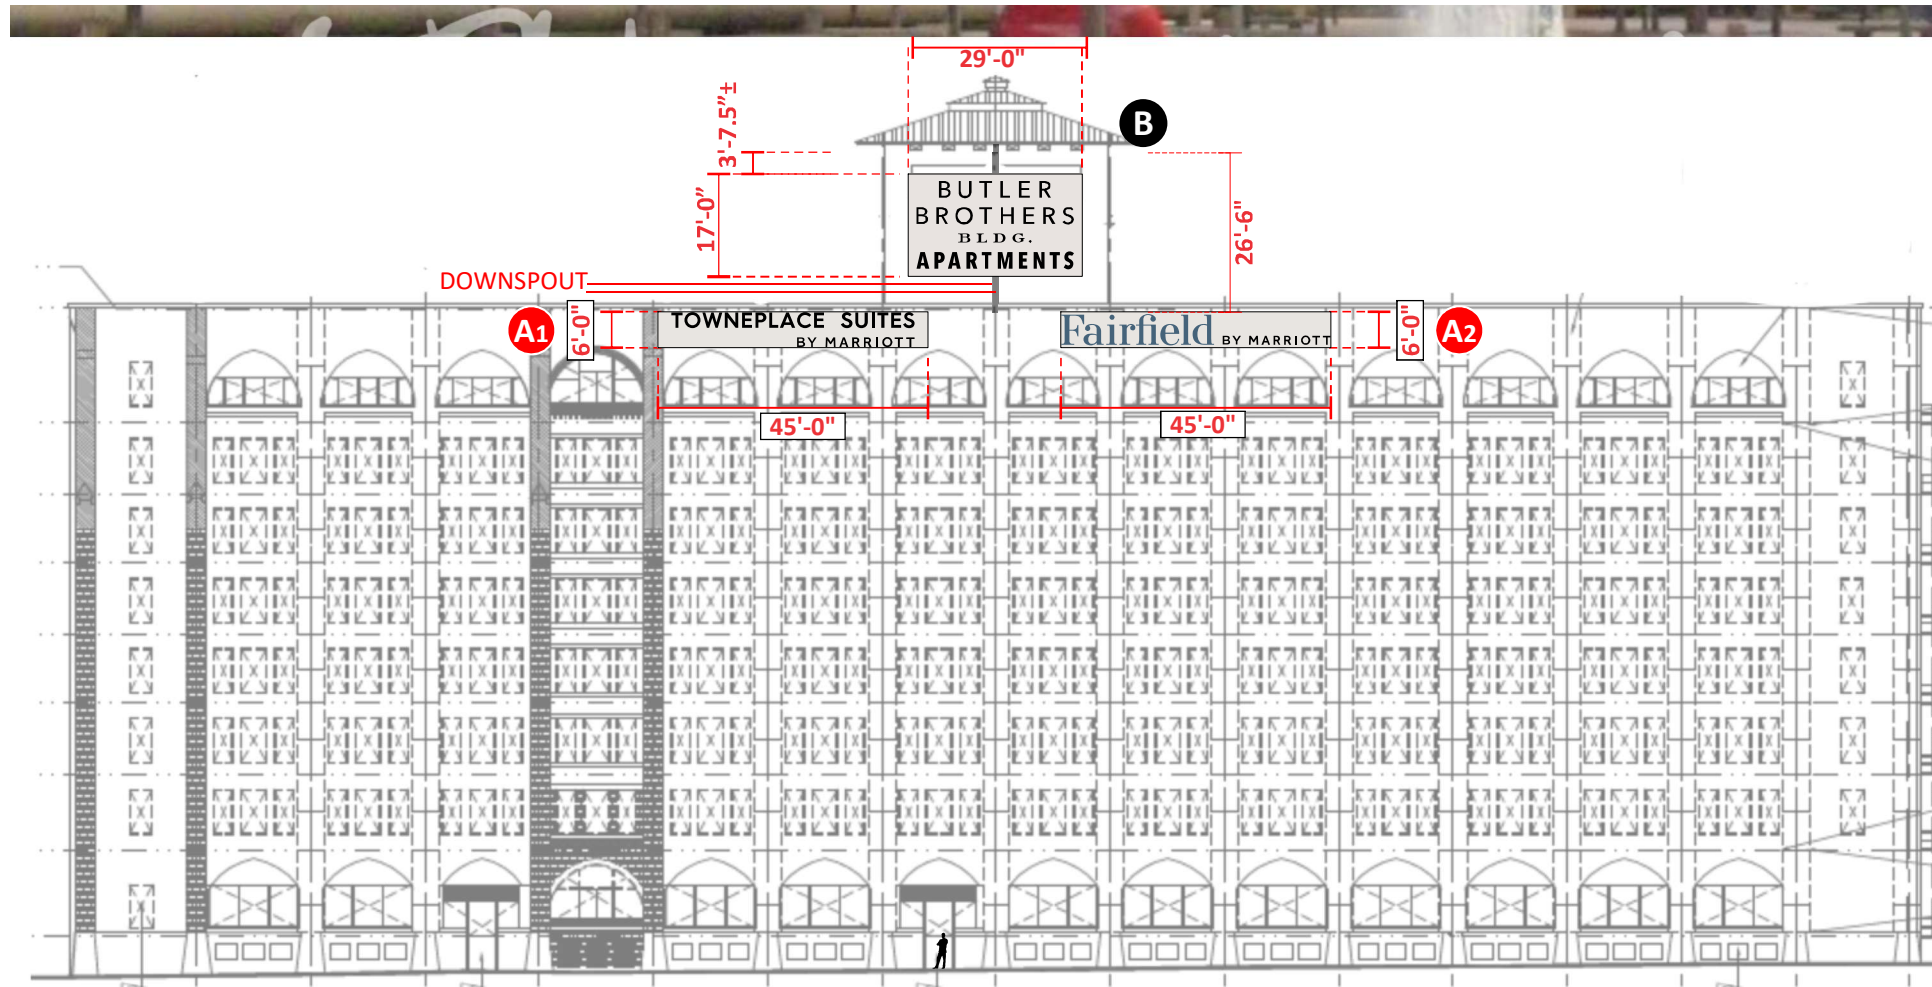 29'-0"
3'-7.5”±
B
BUTLER
BROTHERS
BLDG.
APARTMENTS
17'-0”
26'-6"
DOWNSPOUT
A1
6'-0"
TOWNEPLACE SUITES
BY MARRIOTT
Fairfield BY MARRIOTT
6'-0"
A2
45'-0"
45'-0"